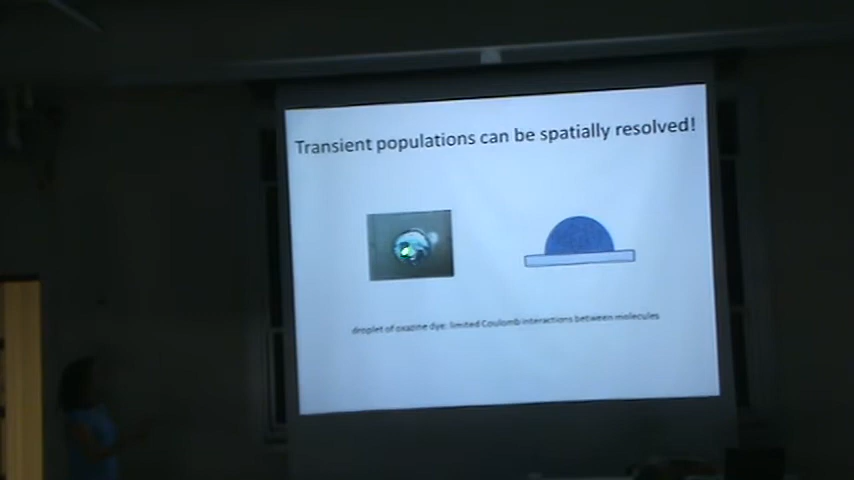 Transient populations can be spatially resolved!
droplet of oxazine dye: limited Coulomb interactions between molecules